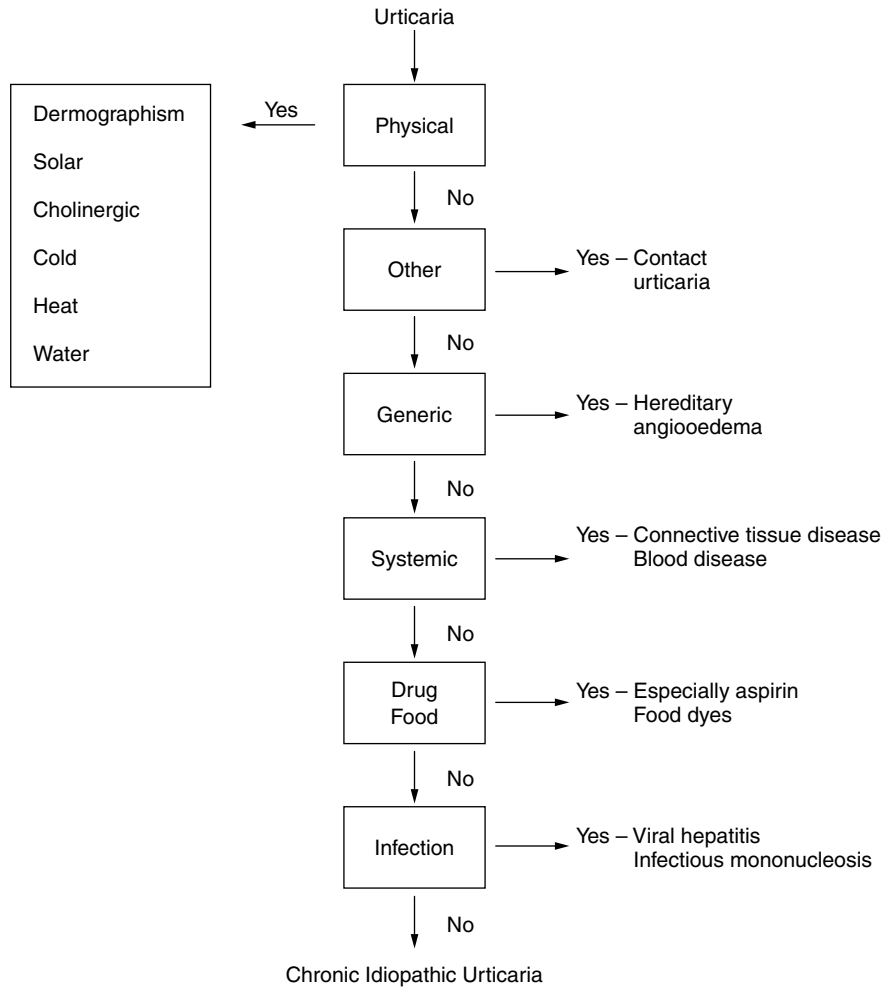 Urticaria
Physical
Yes
Dermographism
Solar
Cholinergic
Cold
Heat
Water
No
Other
Yes – Contact
urticaria
No
Generic
Yes – Hereditary
angiooedema
No
Systemic
Yes – Connective tissue disease
Blood disease
No
Drug
Food
Yes – Especially aspirin
Food dyes
No
Infection
Yes – Viral hepatitis
Infectious mononucleosis
No
Chronic Idiopathic Urticaria